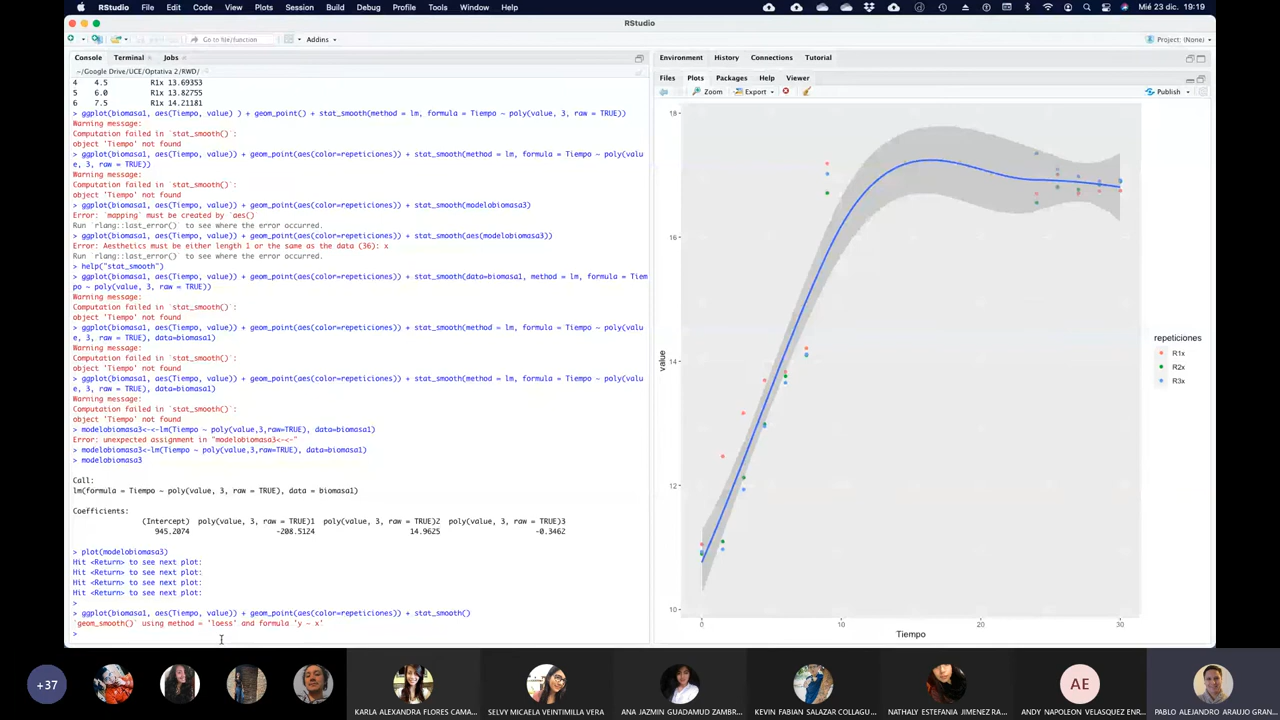 RStudio File Edit Code View Plots Session Build Debug Profile Tools Window Help Mié 23 dic. 19:19
RStudio
Go to file/function Addins Project: (None)
Console Terminal Jobs
~/Google Drive/UCE/Optativa 2/RWD/
4 4.5 R1x 13.69353
5 6.0 R1x 13.82755
6 7.5 R1x 14.21181
> ggplot(biomasa1, aes(Tiempo, value) ) + geom_point() + stat_smooth(method = lm, formula = Tiempo ~ poly(value, 3, raw = TRUE))
Warning message:
Computation failed in `stat_smooth()`:
object 'Tiempo' not found
> ggplot(biomasa1, aes(Tiempo, value)) + geom_point(aes(color=repeticiones)) + stat_smooth(method = lm, formula = Tiempo ~ poly(valu
e, 3, raw = TRUE))
Warning message:
Computation failed in `stat_smooth()`:
object 'Tiempo' not found
> ggplot(biomasa1, aes(Tiempo, value)) + geom_point(aes(color=repeticiones)) + stat_smooth(modelobiomasa3)
Error: `mapping` must be created by `aes()`
Run `rlang::last_error()` to see where the error occurred.
> ggplot(biomasa1, aes(Tiempo, value)) + geom_point(aes(color=repeticiones)) + stat_smooth(aes(modelobiomasa3))
Error: Aesthetics must be either length 1 or the same as the data (36): x
Run `rlang::last_error()` to see where the error occurred.
> help("stat_smooth")
> ggplot(biomasa1, aes(Tiempo, value)) + geom_point(aes(color=repeticiones)) + stat_smooth(data=biomasa1, method = lm, formula = Tiem
po ~ poly(value, 3, raw = TRUE))
Warning message:
Computation failed in `stat_smooth()`:
object 'Tiempo' not found
> ggplot(biomasa1, aes(Tiempo, value)) + geom_point(aes(color=repeticiones)) + stat_smooth(method = lm, formula = Tiempo ~ poly(valu
e, 3, raw = TRUE), data=biomasa1)
Warning message:
Computation failed in `stat_smooth()`:
object 'Tiempo' not found
> ggplot(biomasa1, aes(Tiempo, value)) + geom_point(aes(color=repeticiones)) + stat_smooth(method = lm, formula = Tiempo ~ poly(valu
e, 3, raw = TRUE), data=biomasa1)
Warning message:
Computation failed in `stat_smooth()`:
object 'Tiempo' not found
> modelobiomasa3<-<-lm(Tiempo ~ poly(value,3,raw=TRUE), data=biomasa1)
Error: unexpected assignment in "modelobiomasa3<-<-"
> modelobiomasa3<-lm(Tiempo ~ poly(value,3,raw=TRUE), data=biomasa1)
> modelobiomasa3
Call:
lm(formula = Tiempo ~ poly(value, 3, raw = TRUE), data = biomasa1)
Coefficients:
(Intercept) poly(value, 3, raw = TRUE)1 poly(value, 3, raw = TRUE)2 poly(value, 3, raw = TRUE)3
945.2074 -208.5124 14.9625 -0.3462
> plot(modelobiomasa3)
Hit <Return> to see next plot:
Hit <Return> to see next plot:
Hit <Return> to see next plot:
Hit <Return> to see next plot:
>
> ggplot(biomasa1, aes(Tiempo, value)) + geom_point(aes(color=repeticiones)) + stat_smooth()
`geom_smooth()` using method = 'loess' and formula 'y ~ x'
>
Environment History Connections Tutorial
Files Plots Packages Help Viewer
Zoom Export Publish
18
16
14
12
10
value
0 10 20 30
Tiempo
repeticiones
R1x
R2x
R3x
+37
AE
KARLA ALEXANDRA FLORES CAMA... SELVY MICAELA VEINTIMILLA VERA ANA JAZMIN GUADAMUD ZAMBR... KEVIN FABIAN SALAZAR COLLAGU... NATHALY ESTEFANIA JIMENEZ RA... ANDY NAPOLEON VELASQUEZ ENR... PABLO ALEJANDRO ARAUJO GRAN...